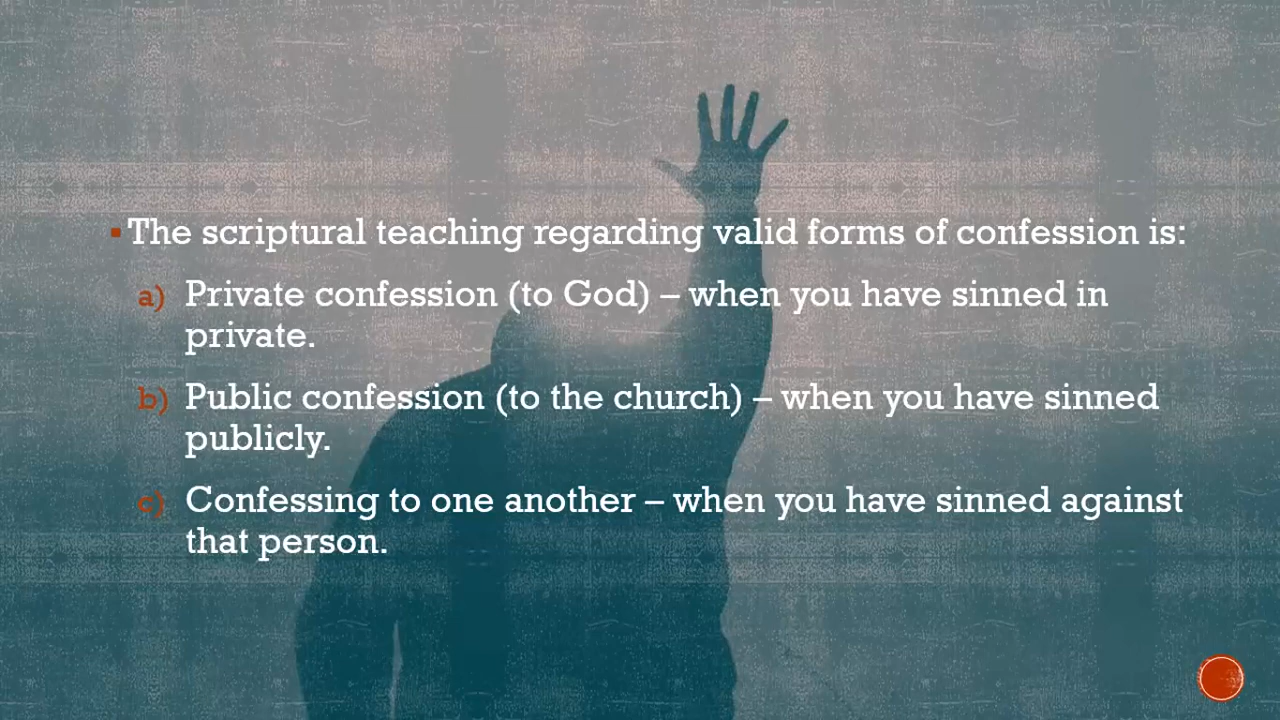 ▪ The scriptural teaching regarding valid forms of confession is:
a) Private confession (to God) – when you have sinned in
private.
b) Public confession (to the church) – when you have sinned
publicly.
c) Confessing to one another – when you have sinned against
that person.